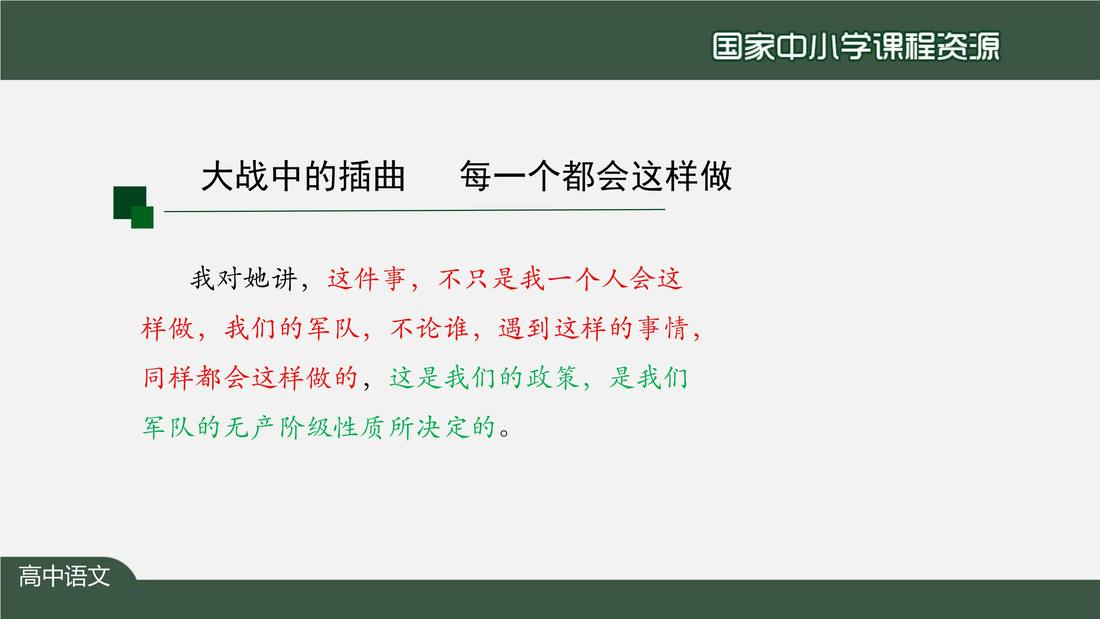 国家中小学课程资源
大战中的插曲 每一个都会这样做
我对她讲，这件事，不只是我一个人会这
样做，我们的军队，不论谁，遇到这样的事情，
同样都会这样做的，这是我们的政策，是我们
军队的无产阶级性质所决定的。
高中语文